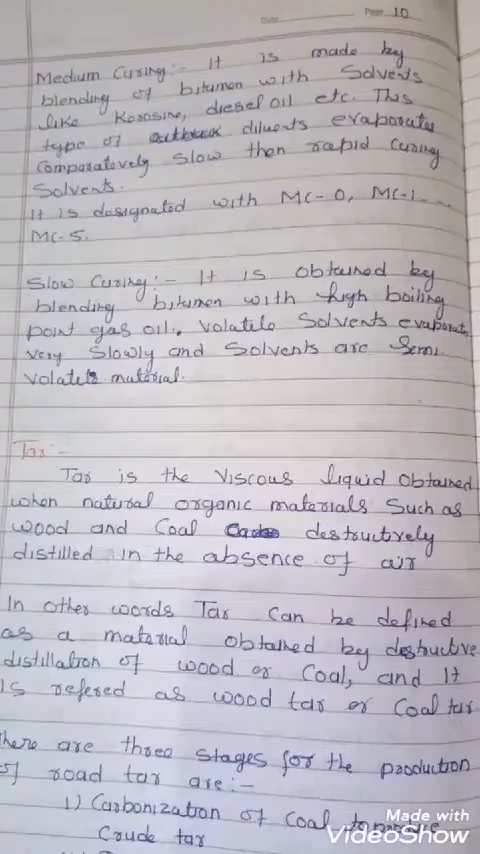 Date Page 10
Medium Curing:- It is made by
blending of bitumen with Solvents
like Kerosine, diesel oil etc. This
type of diluents evaporates
Comparatevely Slow then rapid Curing
Solvents.
It is designated with MC-0, MC-1 ....
MC-5.
Slow Curing:- It is obtained by
blending bitumen with high boiling
point gas oil, volatile Solvents evaporate
very Slowly and Solvents are Semi
volatile material.
Tar:-
Tar is the Viscous liquid obtained
when natural organic materials Such as
wood and Coal destructively
distilled in the absence of air
In other words Tar Can be defined
as a material obtained by destructive
distillation of wood or Coal, and It
is refered as wood tar or Coal tar
There are three stages for the production
of road tar are:-
1) Carbonization of Coal to produce
Crude tar
Made with
VideoShow